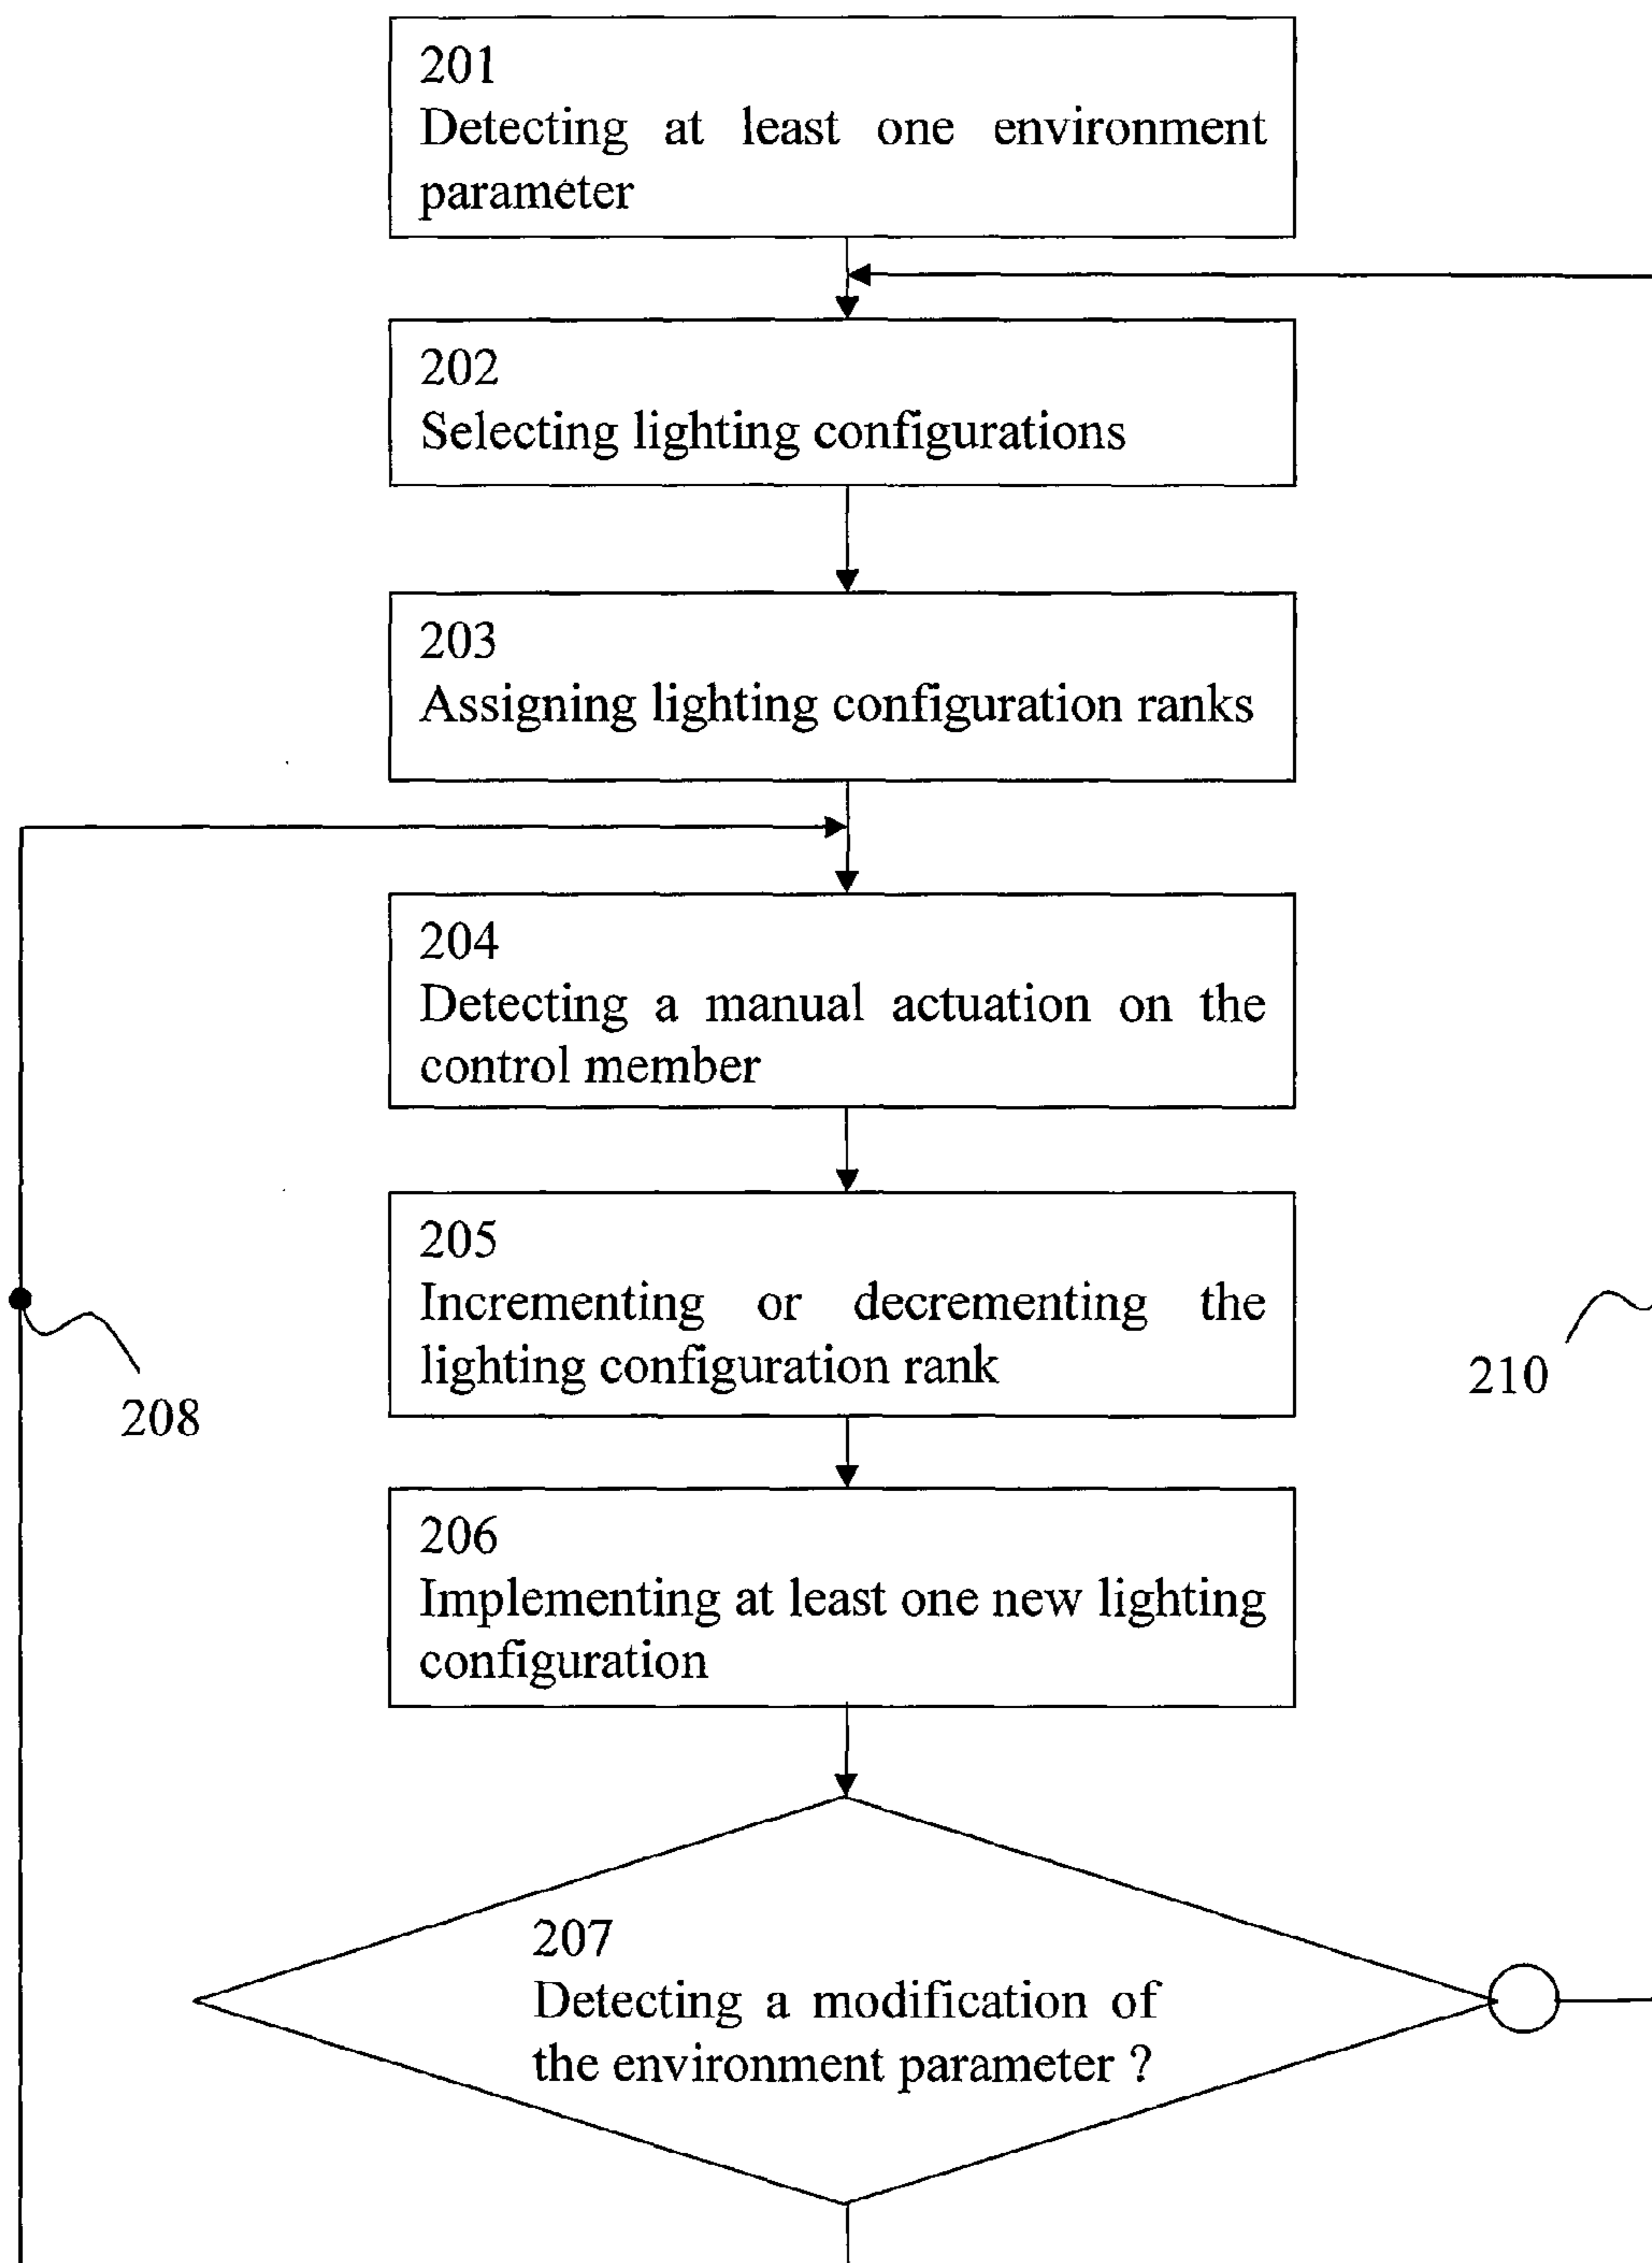 201
Detecting at least one environment
parameter
202
Selecting lighting configurations
203
Assigning lighting configuration ranks
204
Detecting a manual actuation on the
control member
205
Incrementing or decrementing the
lighting configuration rank
208
210
206
Implementing at least one new lighting
configuration
207
Detecting a modification of
the environment parameter ?